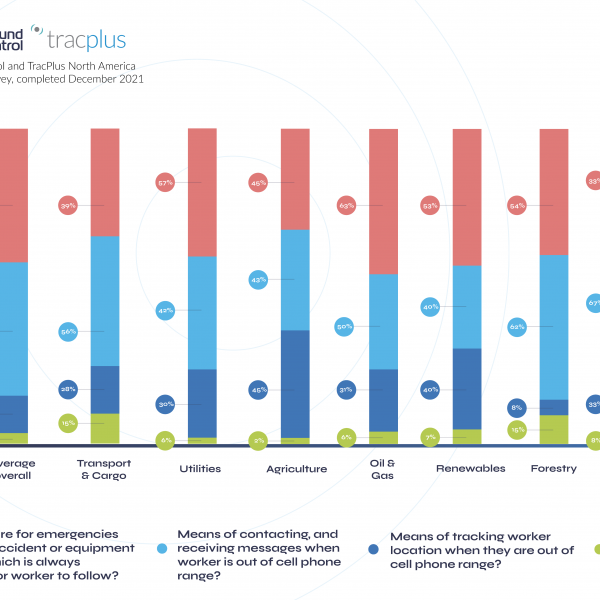 und
ntrol
tracplus
ol and TracPlus North America
vey, completed December 2021
39%
57%
45%
63%
53%
54%
33%
56%
42%
43%
50%
40%
62%
67%
28%
30%
45%
31%
40%
8%
33%
15%
6%
6%
7%
15%
8%
verage
verall
Transport
& Cargo
Utilities
Agriculture
Oil &
Gas
Renewables
Forestry
re for emergencies
ccident or equipment
hich is always
or worker to follow?
Means of contacting, and
receiving messages when
worker is out of cell phone
range?
Means of tracking worker
location when they are out of
cell phone range?